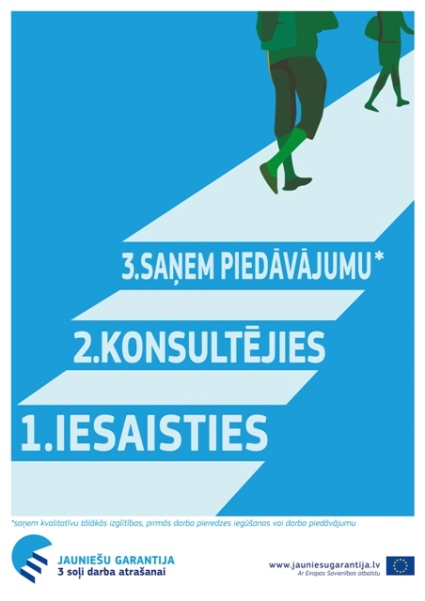 3.SAŅEM PIEDĀVĀJUMU*
2.KONSULTĒJIES
1.IESAISTIES
*saņem kvalitatīvu tālākās izglītības, pirmās darba pieredzes iegūšanas vai darba piedāvājumu
JAUNIEŠU GARANTIJA
3 soļi darba atrašanai
www.jauniesugarantija.lv
Ar Eiropas Savienības atbalstu